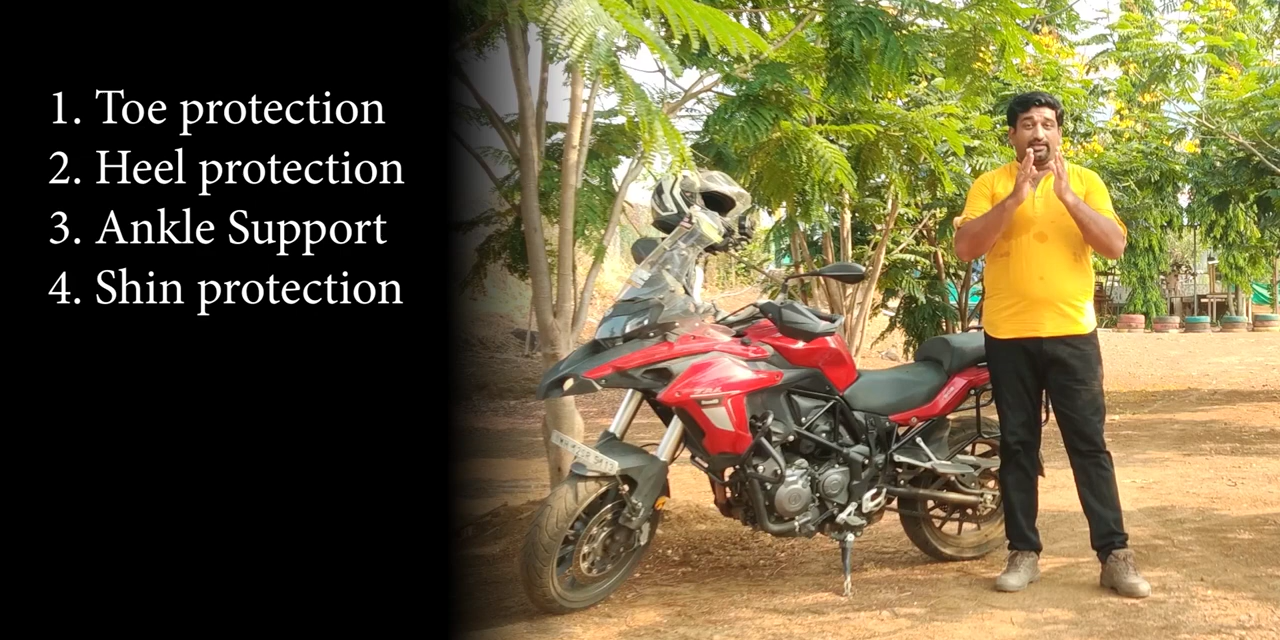 1. Toe protection
2. Heel protection
3. Ankle Support
4. Shin protection